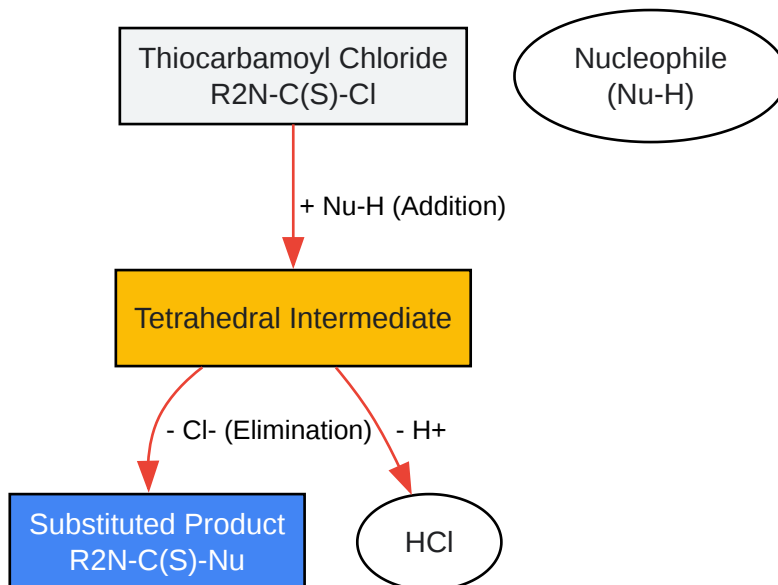 Thiocarbamoyl Chloride
R2N-C(S)-Cl
Nucleophile
(Nu-H)
+ Nu-H (Addition)
Tetrahedral Intermediate
- Cl- (Elimination)
- H+
Substituted Product
R2N-C(S)-Nu
HCl